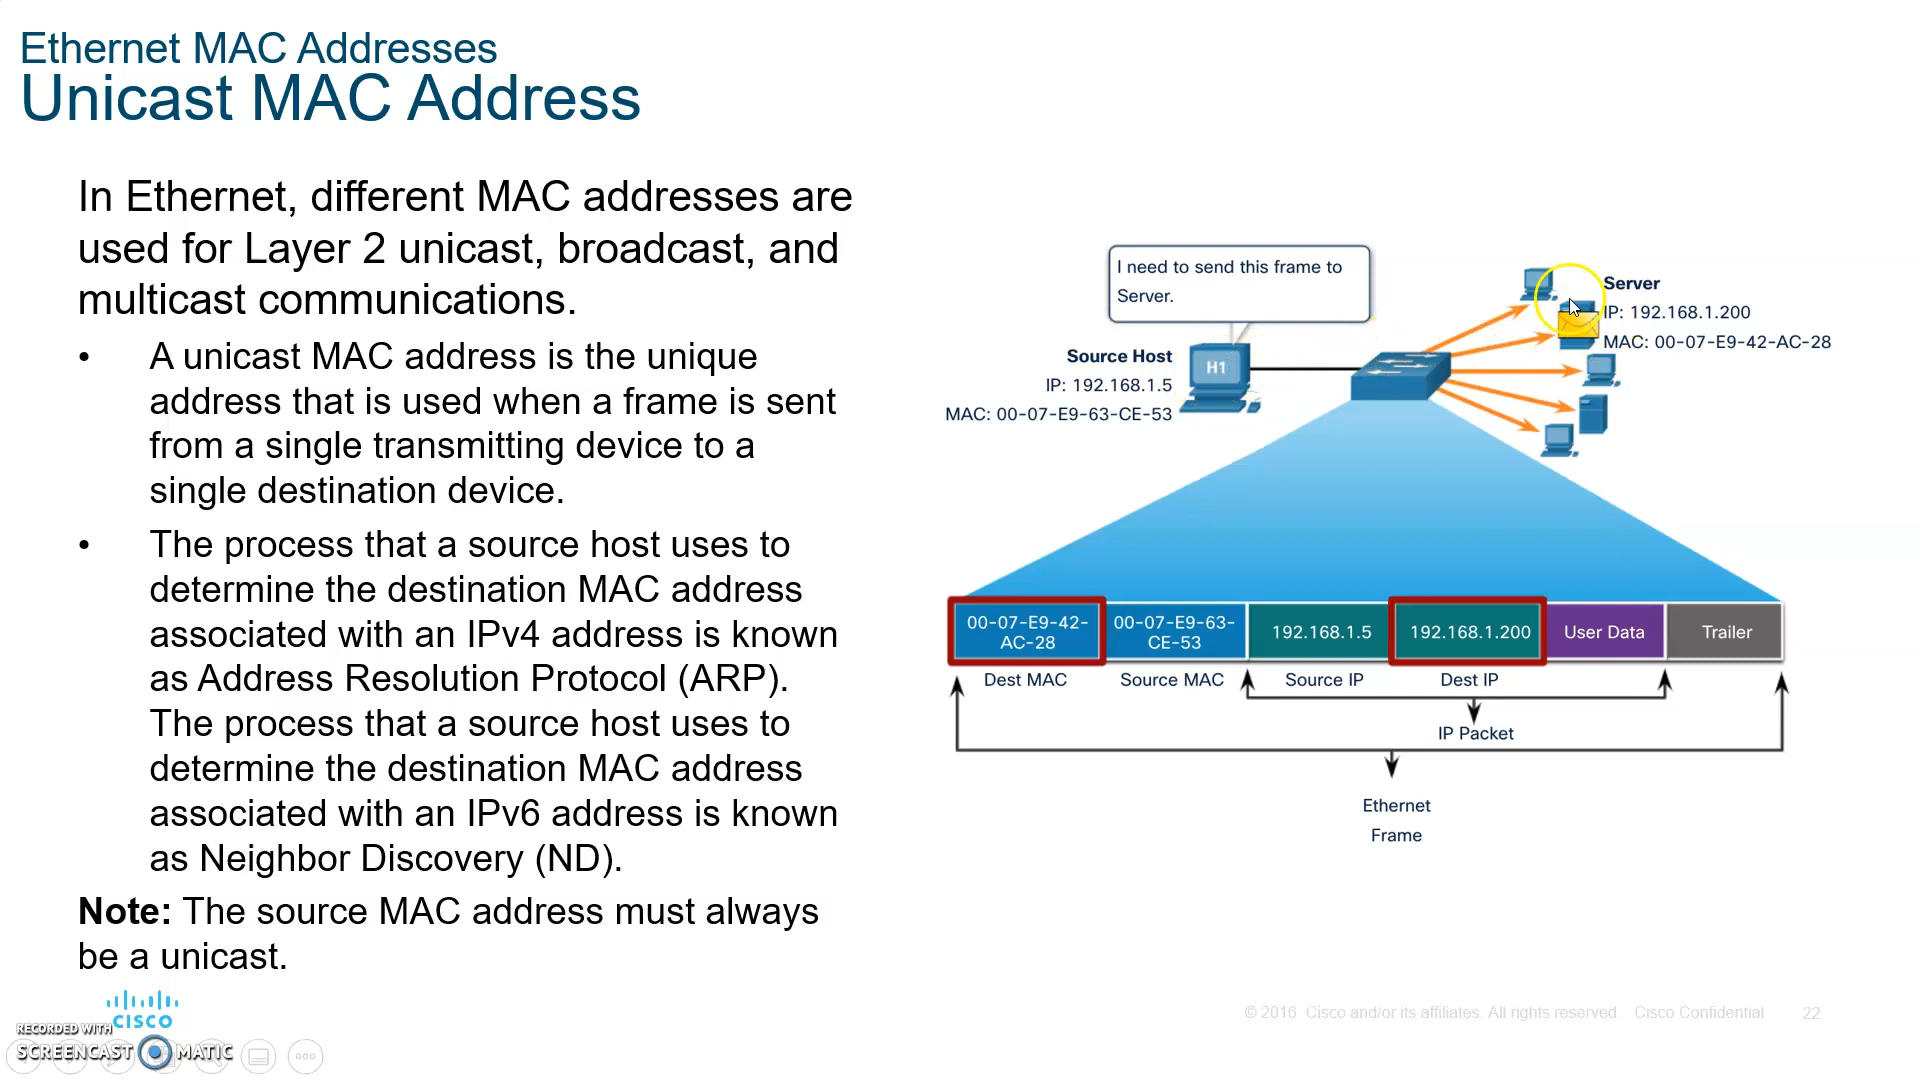 Ethernet MAC Addresses
Unicast MAC Address
In Ethernet, different MAC addresses are
used for Layer 2 unicast, broadcast, and
multicast communications.
• A unicast MAC address is the unique
address that is used when a frame is sent
from a single transmitting device to a
single destination device.
• The process that a source host uses to
determine the destination MAC address
associated with an IPv4 address is known
as Address Resolution Protocol (ARP).
The process that a source host uses to
determine the destination MAC address
associated with an IPv6 address is known
as Neighbor Discovery (ND).
Note: The source MAC address must always
be a unicast.
I need to send this frame to
Server.
Source Host
IP: 192.168.1.5
MAC: 00-07-E9-63-CE-53
H1
Server
IP: 192.168.1.200
MAC: 00-07-E9-42-AC-28
00-07-E9-42-
AC-28
00-07-E9-63-
CE-53
192.168.1.5
192.168.1.200
User Data
Trailer
Dest MAC
Source MAC
Source IP
Dest IP
IP Packet
Ethernet
Frame
CISCO
RECORDED WITH
SCREENCAST MATIC
© 2016 Cisco and/or its affiliates. All rights reserved. Cisco Confidential
22